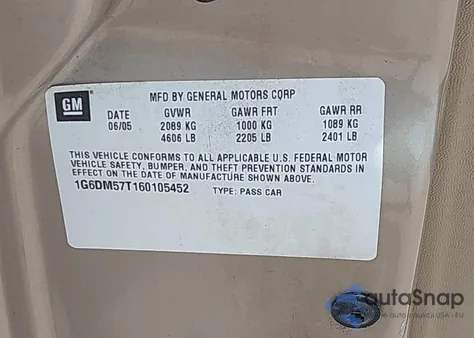 GM
MFD BY GENERAL MOTORS CORP
DATE GVWR GAWR FRT GAWR RR
06/05 2089 KG 1000 KG 1089 KG
4606 LB 2205 LB 2401 LB
THIS VEHICLE CONFORMS TO ALL APPLICABLE U.S. FEDERAL MOTOR
VEHICLE SAFETY, BUMPER, AND THEFT PREVENTION STANDARDS IN
EFFECT ON THE DATE OF MANUFACTURE SHOWN ABOVE.
1G6DM57T160105452 TYPE: PASS CAR
autoSnap
USA - EU